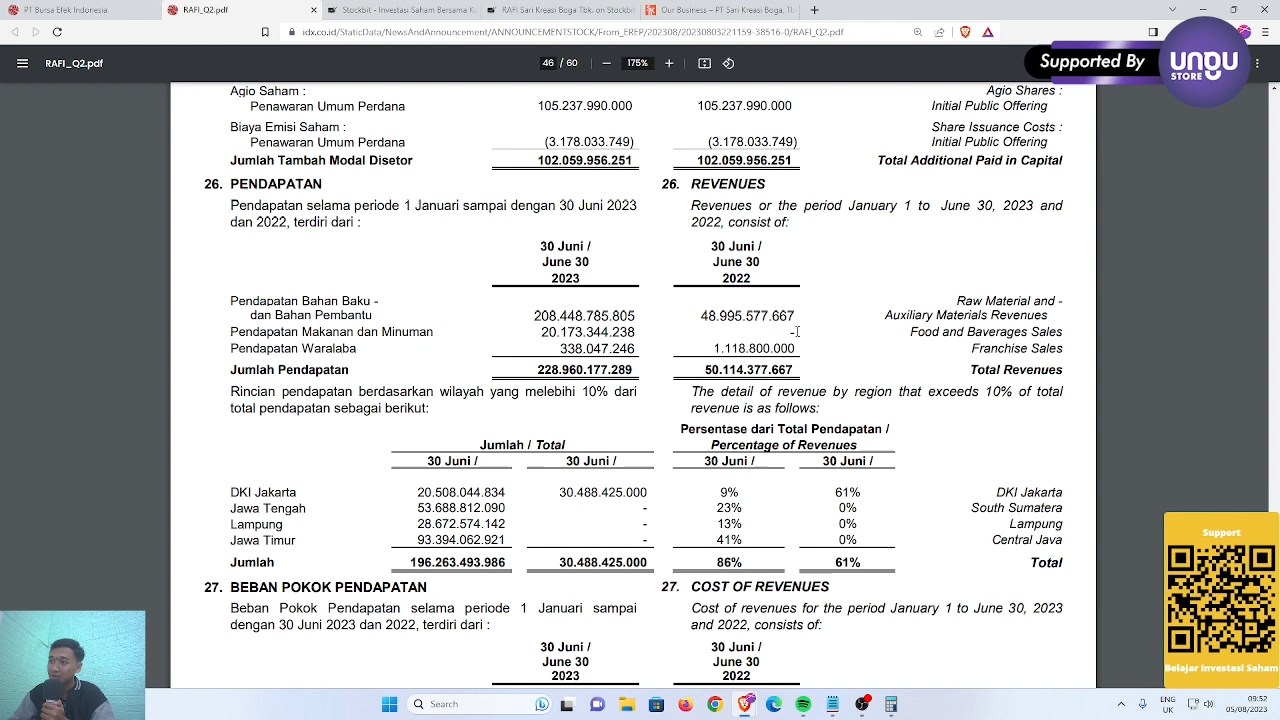 PT Bursa Efek Indonesia
RAFI_Q2.pdf
Stockbit - Investasi Saham Bersama Ko
RAFI Sari Kreasi Boga Tbk. on Stockbit
Our Business – PT Sari Kreasi Boga, Tb
idx.co.id/StaticData/NewsAndAnnouncement/ANNOUNCEMENTSTOCK/From_EREP/202308/20230803221159-38516-0/RAFI_Q2.pdf
RAFI_Q2.pdf
46 / 60
175%
Supported By
UNGU
STORE
Agio Saham :
Agio Shares :
Penawaran Umum Perdana 105.237.990.000 105.237.990.000 Initial Public Offering
Biaya Emisi Saham :
Share Issuance Costs :
Penawaran Umum Perdana (3.178.033.749) (3.178.033.749) Initial Public Offering
Jumlah Tambah Modal Disetor 102.059.956.251 102.059.956.251 Total Additional Paid in Capital
26. PENDAPATAN
26. REVENUES
Pendapatan selama periode 1 Januari sampai dengan 30 Juni 2023
dan 2022, terdiri dari :
Revenues or the period January 1 to June 30, 2023 and
2022, consist of:
30 Juni /
June 30
2023
30 Juni /
June 30
2022
Pendapatan Bahan Baku -
Raw Material and -
dan Bahan Pembantu 208.448.785.805 48.995.577.667 Auxiliary Materials Revenues
Pendapatan Makanan dan Minuman 20.173.344.238 - Food and Baverages Sales
Pendapatan Waralaba 338.047.246 1.118.800.000 Franchise Sales
Jumlah Pendapatan 228.960.177.289 50.114.377.667 Total Revenues
Rincian pendapatan berdasarkan wilayah yang melebihi 10% dari
total pendapatan sebagai berikut:
The detail of revenue by region that exceeds 10% of total
revenue is as follows:
Persentase dari Total Pendapatan /
Jumlah / Total Percentage of Revenues
30 Juni / 30 Juni / 30 Juni / 30 Juni /
DKI Jakarta 20.508.044.834 30.488.425.000 9% 61% DKI Jakarta
Jawa Tengah 53.688.812.090 - 23% 0% South Sumatera
Lampung 28.672.574.142 - 13% 0% Lampung
Jawa Timur 93.394.062.921 - 41% 0% Central Java
Jumlah 196.263.493.986 30.488.425.000 86% 61% Total
27. BEBAN POKOK PENDAPATAN
27. COST OF REVENUES
Beban Pokok Pendapatan selama periode 1 Januari sampai
dengan 30 Juni 2023 dan 2022, terdiri dari :
Cost of revenues for the period January 1 to June 30, 2023
and 2022, consists of:
30 Juni /
June 30
2023
30 Juni /
June 30
2022
Support
Belajar Investasi Saham
Search
ENG
UK
09:52
05/08/2023